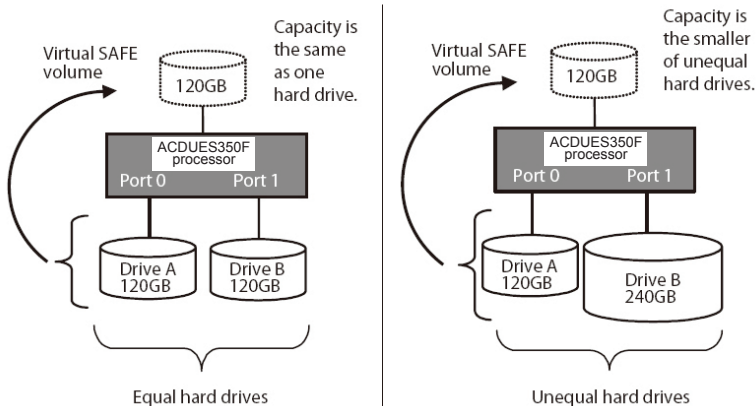 Virtual SAFE
volume
120GB
Capacity is
the same
as one
hard drive.
ACDUES350F
processor
Port 0 Port 1
Drive A
120GB
Drive B
120GB
Equal hard drives
Virtual SAFE
volume
120GB
Capacity is
the smaller
of unequal
hard drives.
ACDUES350F
processor
Port 0 Port 1
Drive A
120GB
Drive B
240GB
Unequal hard drives